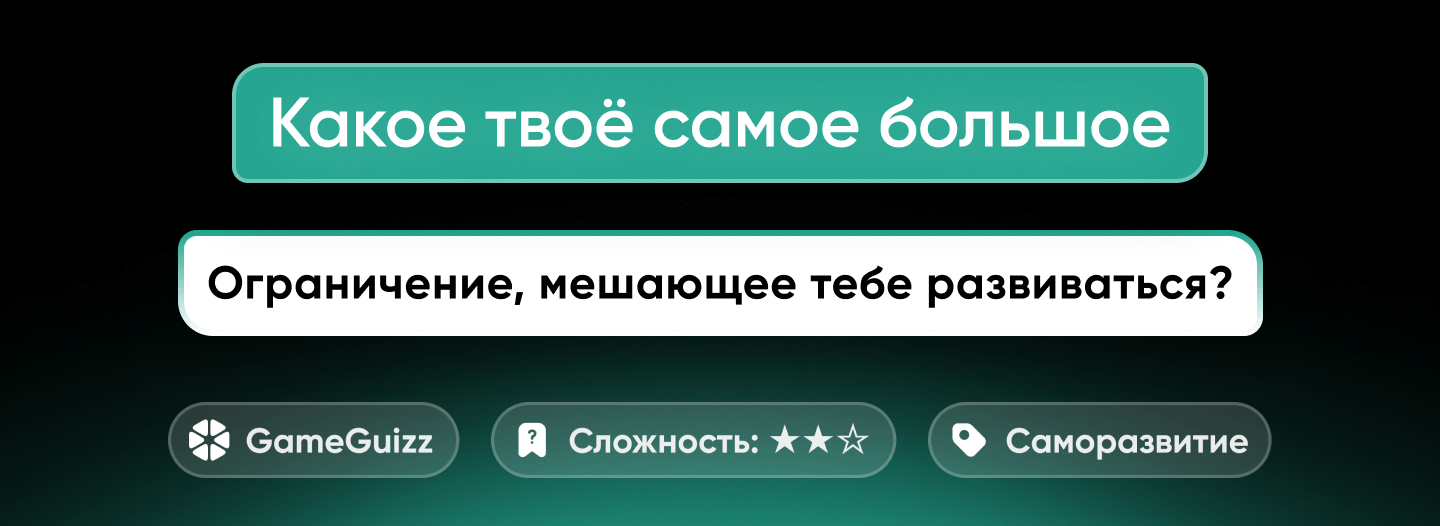 Какое твоё самое большое
Ограничение, мешающее тебе развиваться?
GameGuizz
Сложность: ★★☆
Саморазвитие